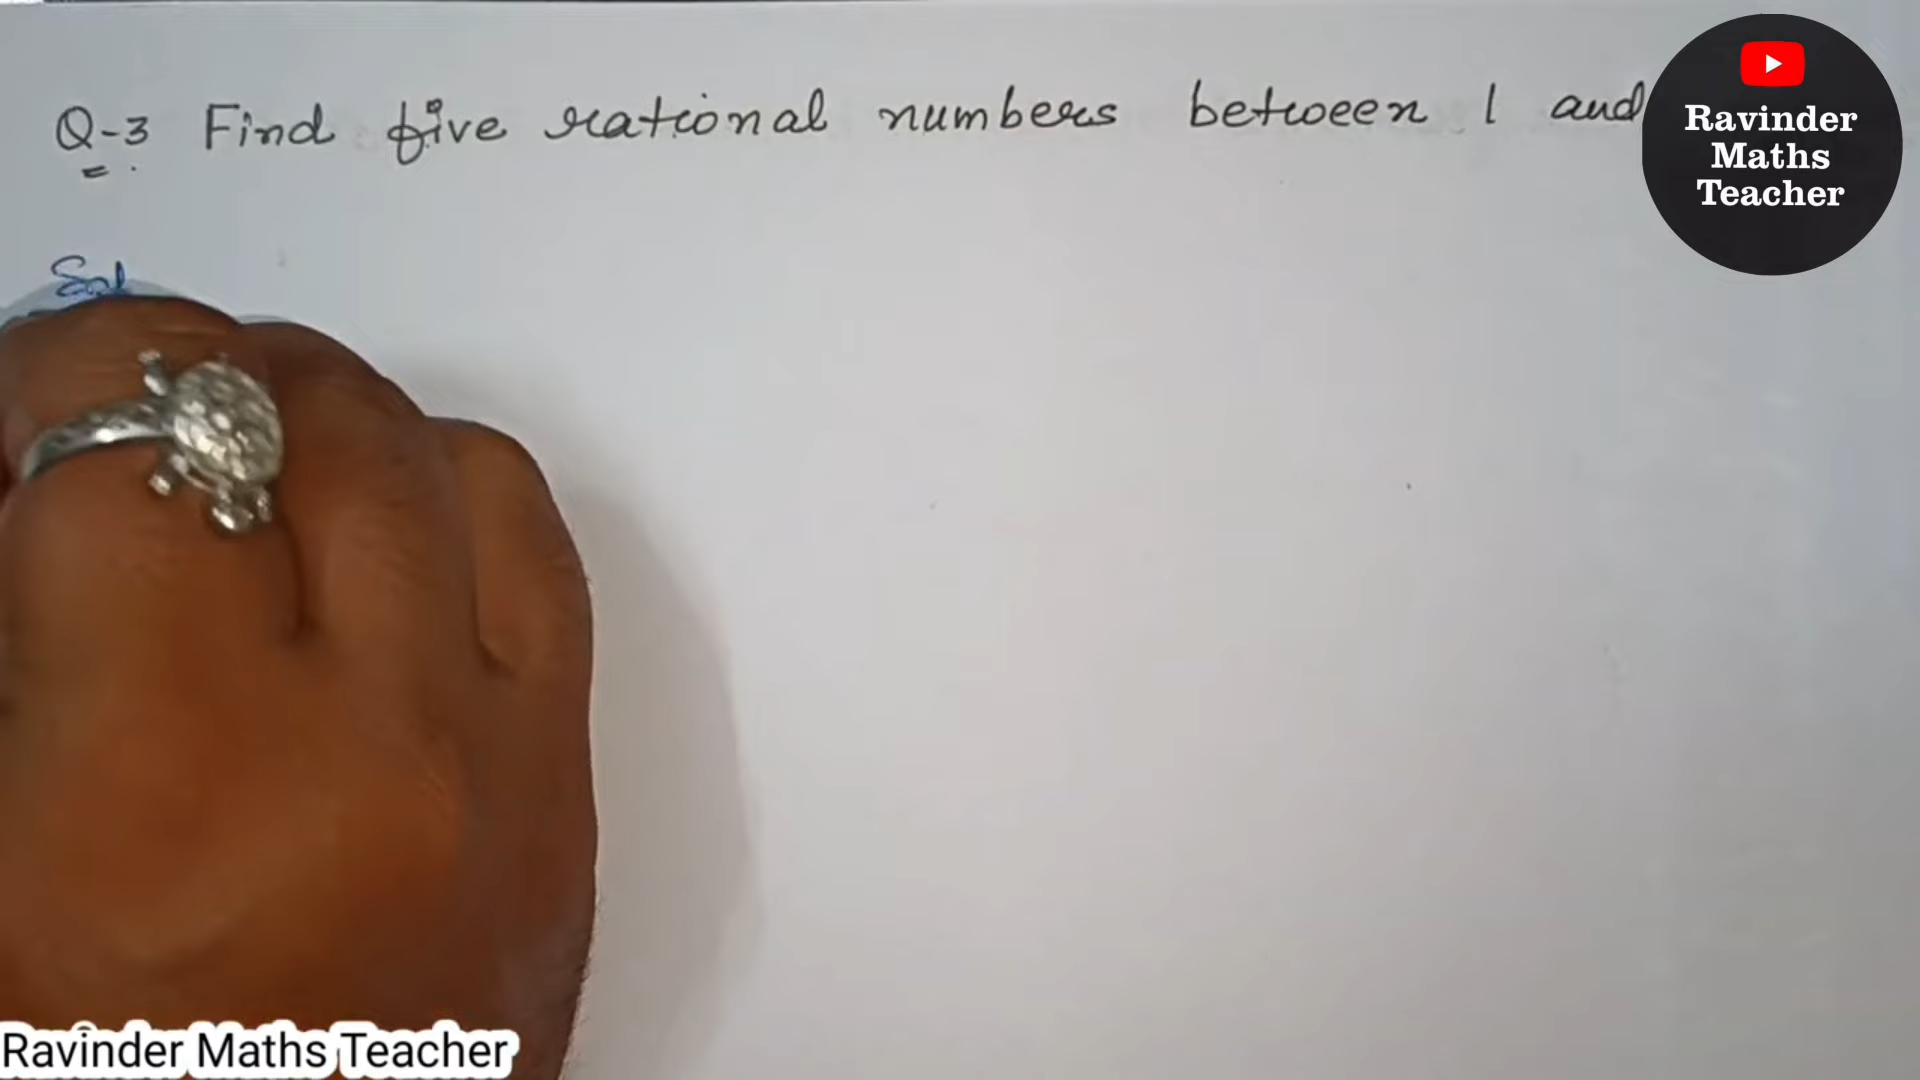 Q-3 Find five rational numbers between 1 and
Ravinder
Maths
Teacher
Sol
Ravinder Maths Teacher